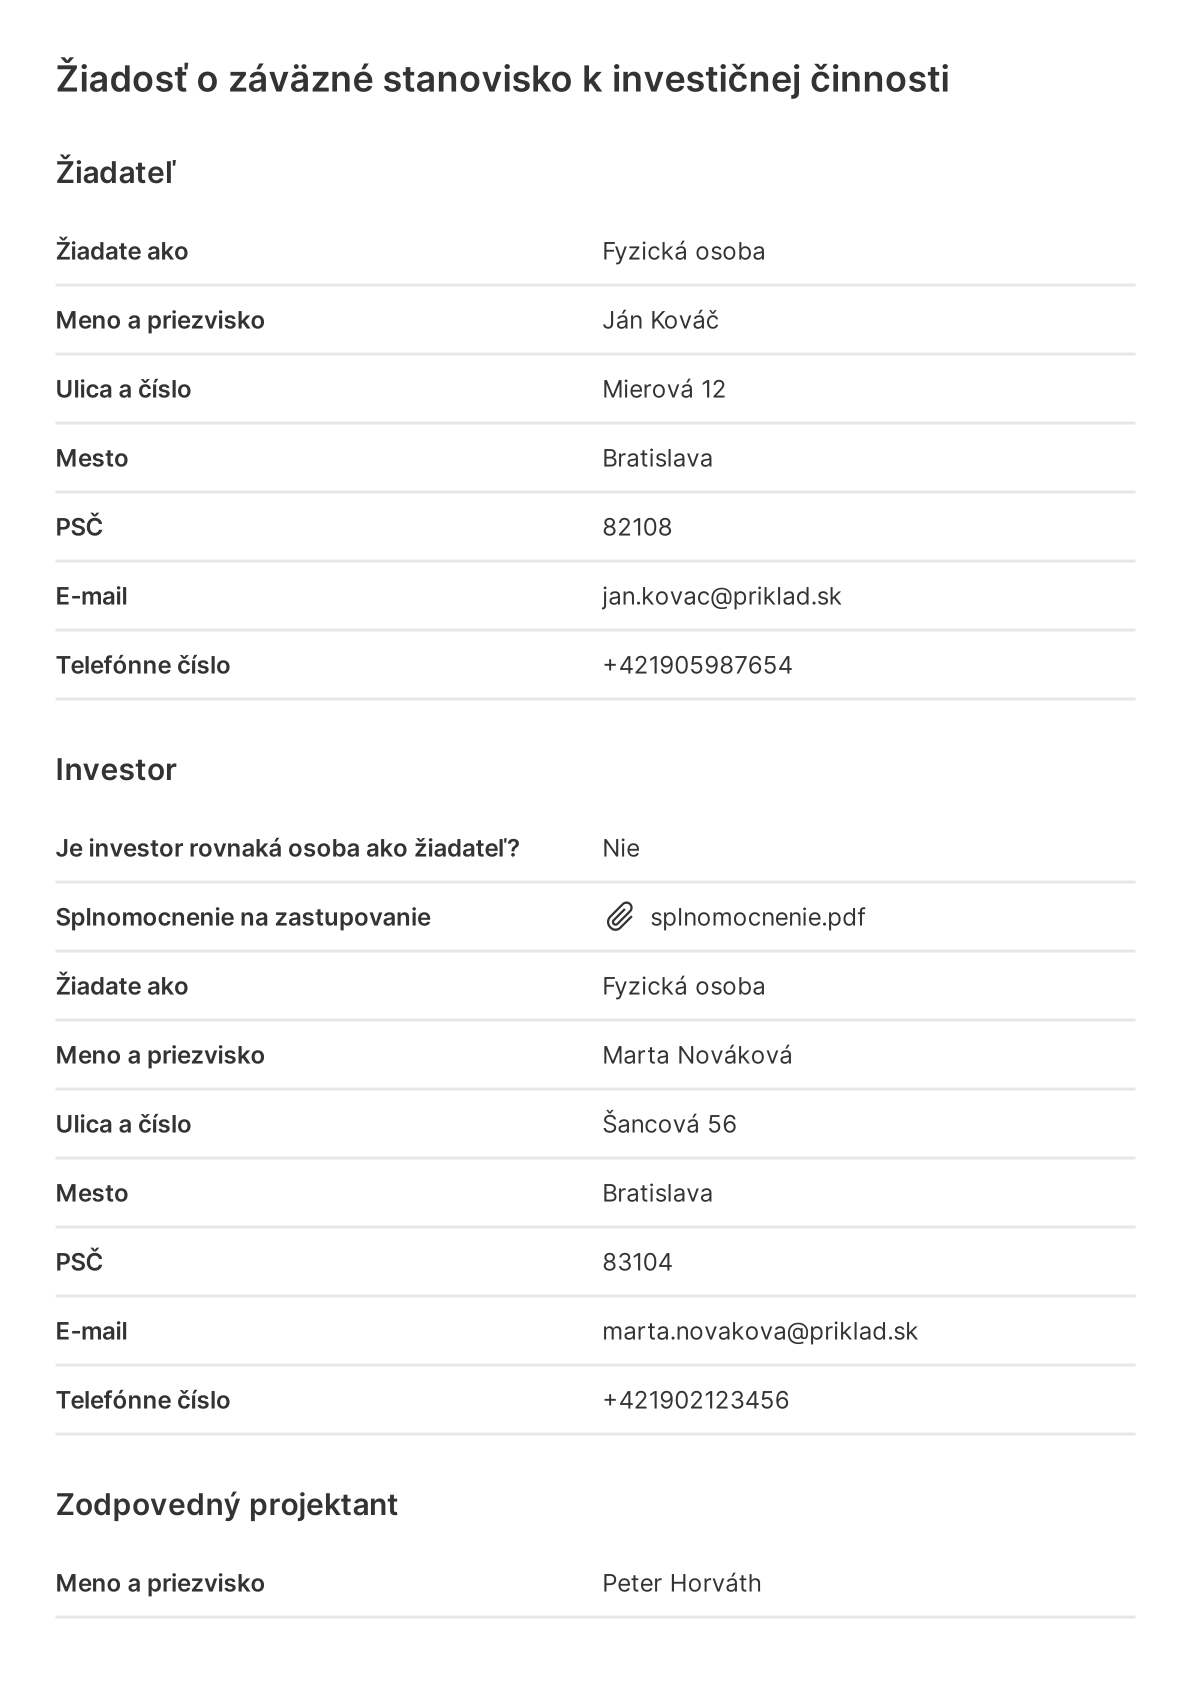 Žiadosť o záväzné stanovisko k investičnej činnosti
Žiadateľ
Žiadate ako Fyzická osoba
Meno a priezvisko Ján Kováč
Ulica a číslo Mierová 12
Mesto Bratislava
PSČ 82108
E-mail jan.kovac@priklad.sk
Telefónne číslo +421905987654
Investor
Je investor rovnaká osoba ako žiadateľ? Nie
Splnomocnenie na zastupovanie splnomocnenie.pdf
Žiadate ako Fyzická osoba
Meno a priezvisko Marta Nováková
Ulica a číslo Šancová 56
Mesto Bratislava
PSČ 83104
E-mail marta.novakova@priklad.sk
Telefónne číslo +421902123456
Zodpovedný projektant
Meno a priezvisko Peter Horváth